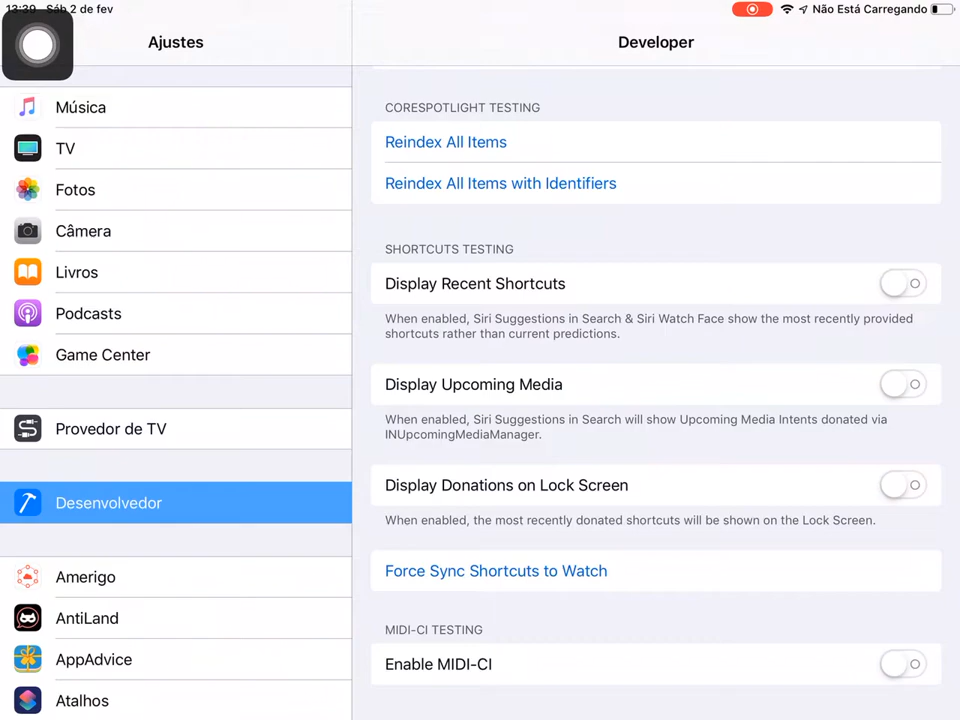 13:39 Sáb 2 de fev
Não Está Carregando
Ajustes
Música
TV
Fotos
Câmera
Livros
Podcasts
Game Center
Provedor de TV
Desenvolvedor
Amerigo
AntiLand
AppAdvice
Atalhos
Developer
CORESPOTLIGHT TESTING
Reindex All Items
Reindex All Items with Identifiers
SHORTCUTS TESTING
Display Recent Shortcuts
When enabled, Siri Suggestions in Search & Siri Watch Face show the most recently provided
shortcuts rather than current predictions.
Display Upcoming Media
When enabled, Siri Suggestions in Search will show Upcoming Media Intents donated via
INUpcomingMediaManager.
Display Donations on Lock Screen
When enabled, the most recently donated shortcuts will be shown on the Lock Screen.
Force Sync Shortcuts to Watch
MIDI-CI TESTING
Enable MIDI-CI